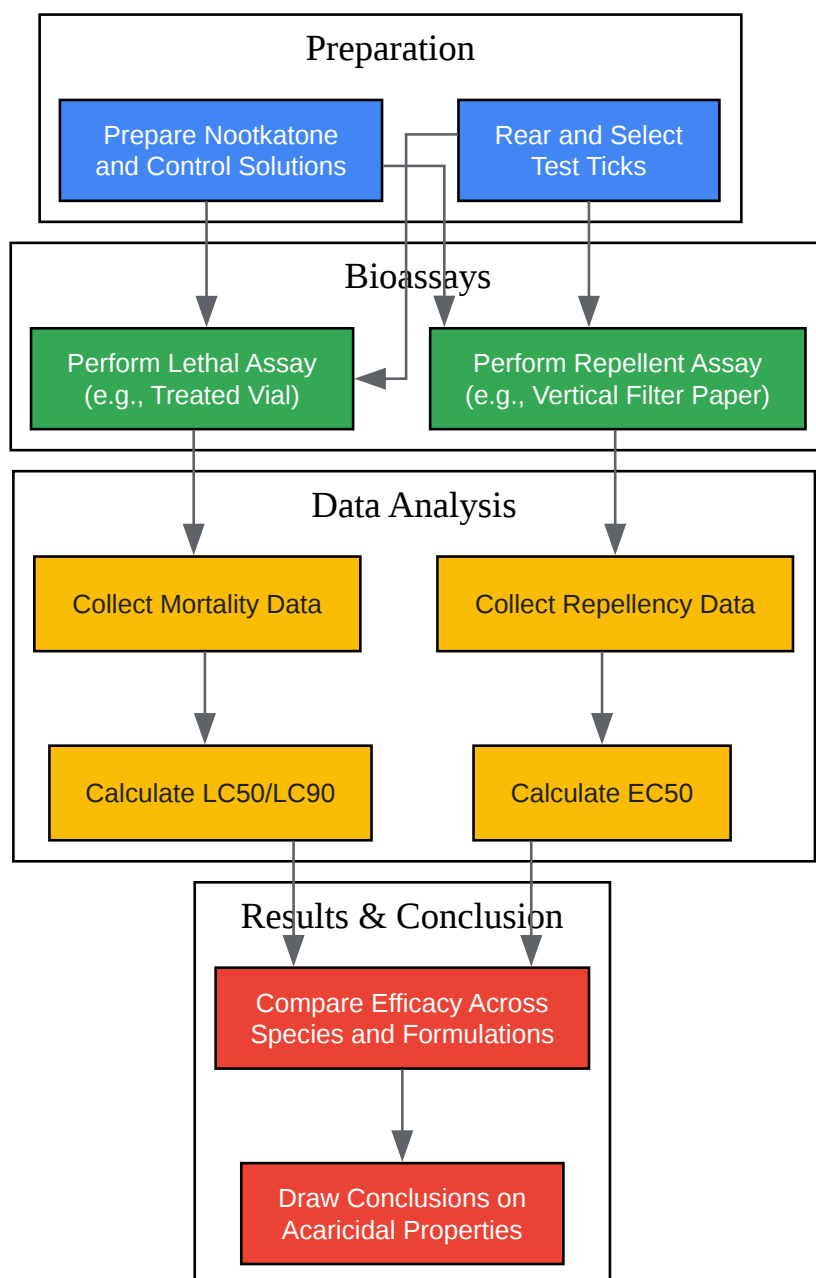 Preparation
Prepare Nootkatone
and Control Solutions
Rear and Select
Test Ticks
Bioassays
Perform Lethal Assay
(e.g., Treated Vial)
Perform Repellent Assay
(e.g., Vertical Filter Paper)
Data Analysis
Collect Mortality Data
Collect Repellency Data
Calculate LC50/LC90
Calculate EC50
Results & Conclusion
Compare Efficacy Across
Species and Formulations
Draw Conclusions on
Acaricidal Properties